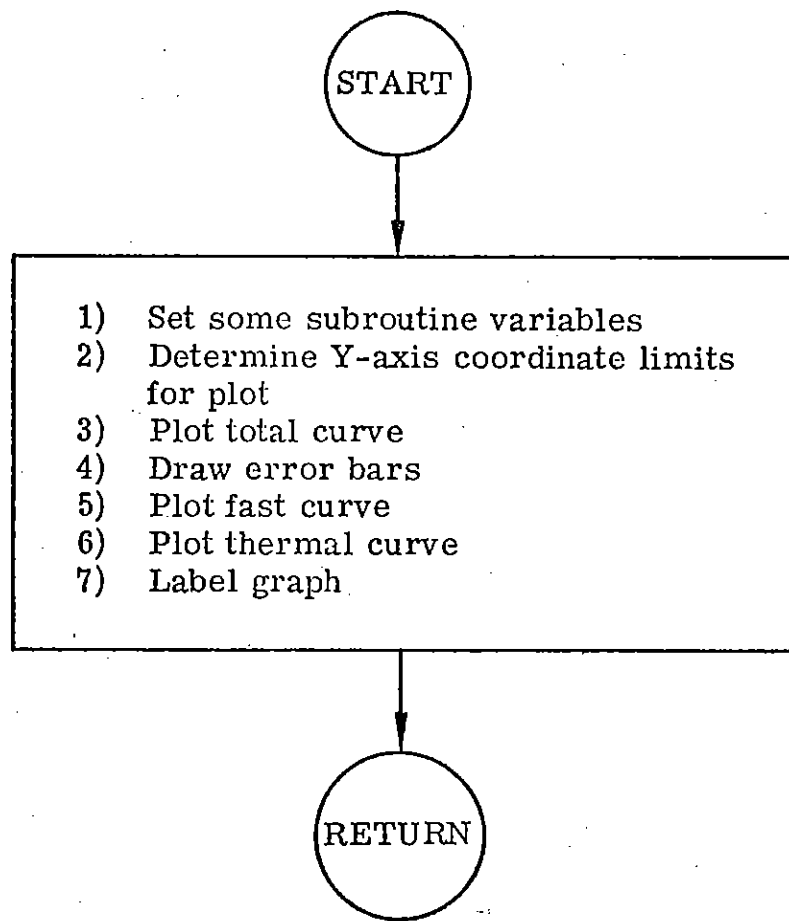 START
1) Set some subroutine variables
2) Determine Y-axis coordinate limits
for plot
3) Plot total curve
4) Draw error bars
5) Plot fast curve
6) Plot thermal curve
7) Label graph
RETURN